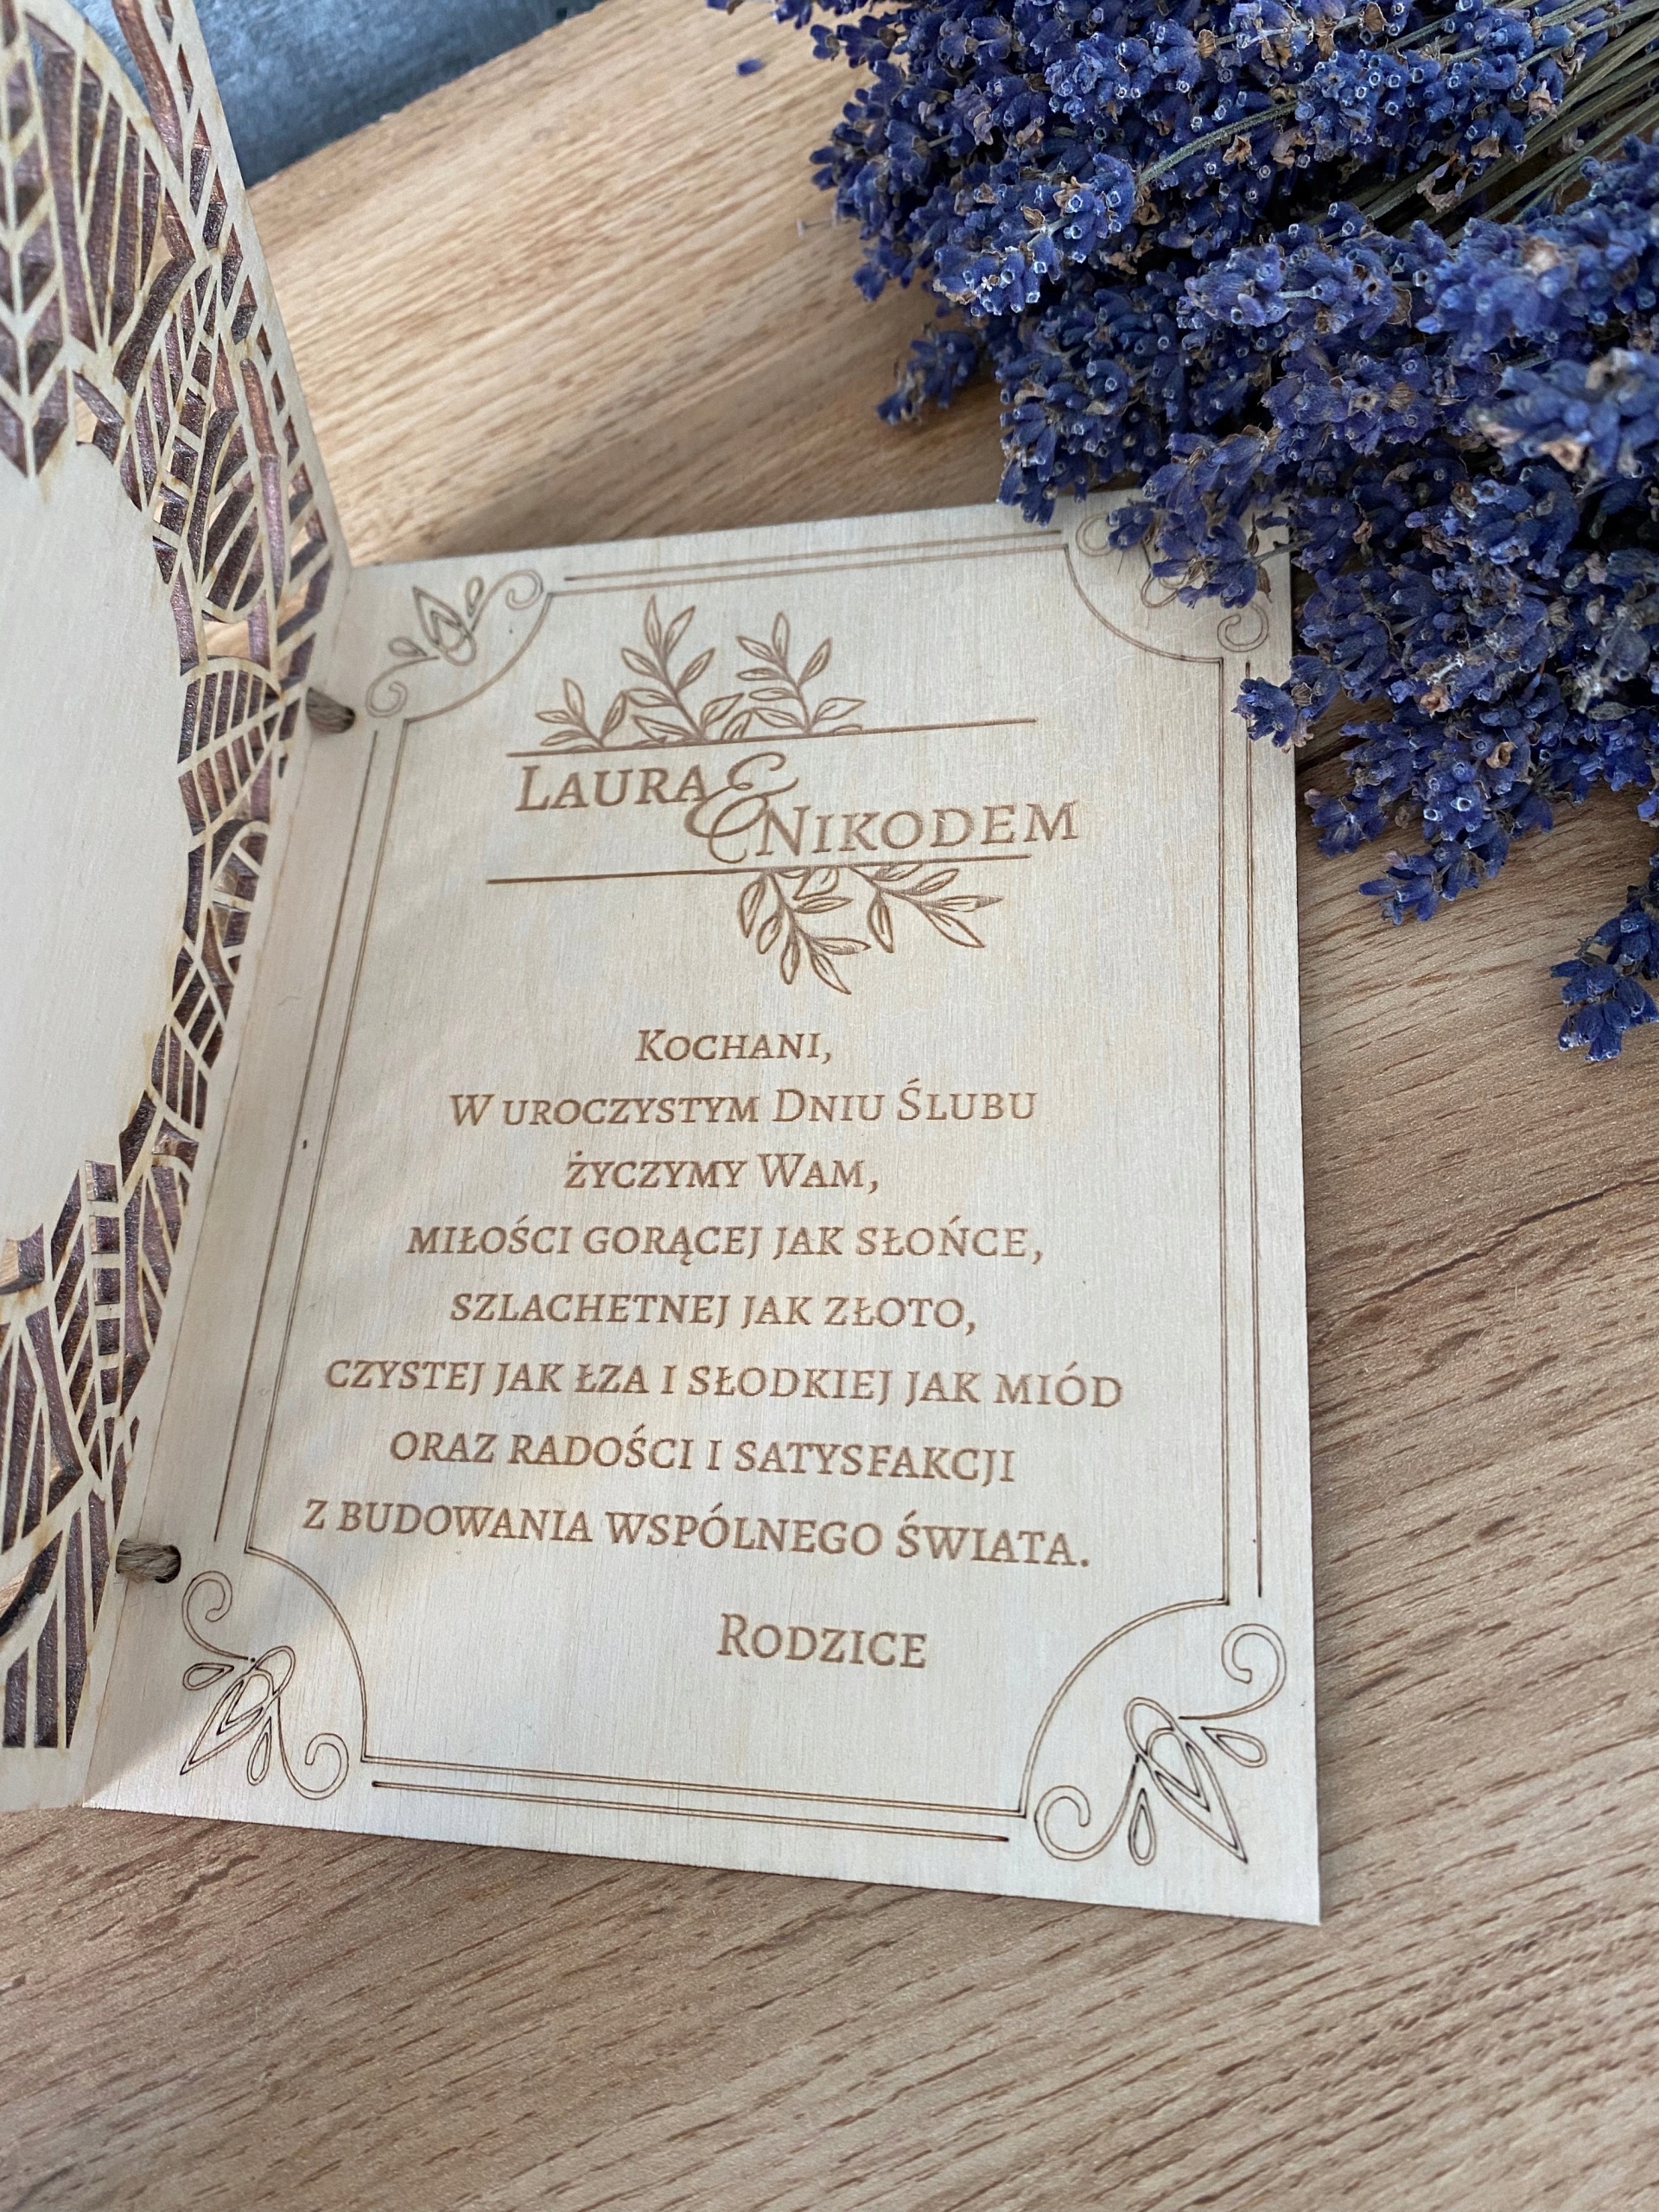 Laura & Nikodem
Kochani,
W uroczystym Dniu Ślubu
życzymy Wam,
miłości gorącej jak słońce,
szlachetnej jak złoto,
czystej jak łza i słodkiej jak miód
oraz radości i satysfakcji
z budowania wspólnego świata.
Rodzice